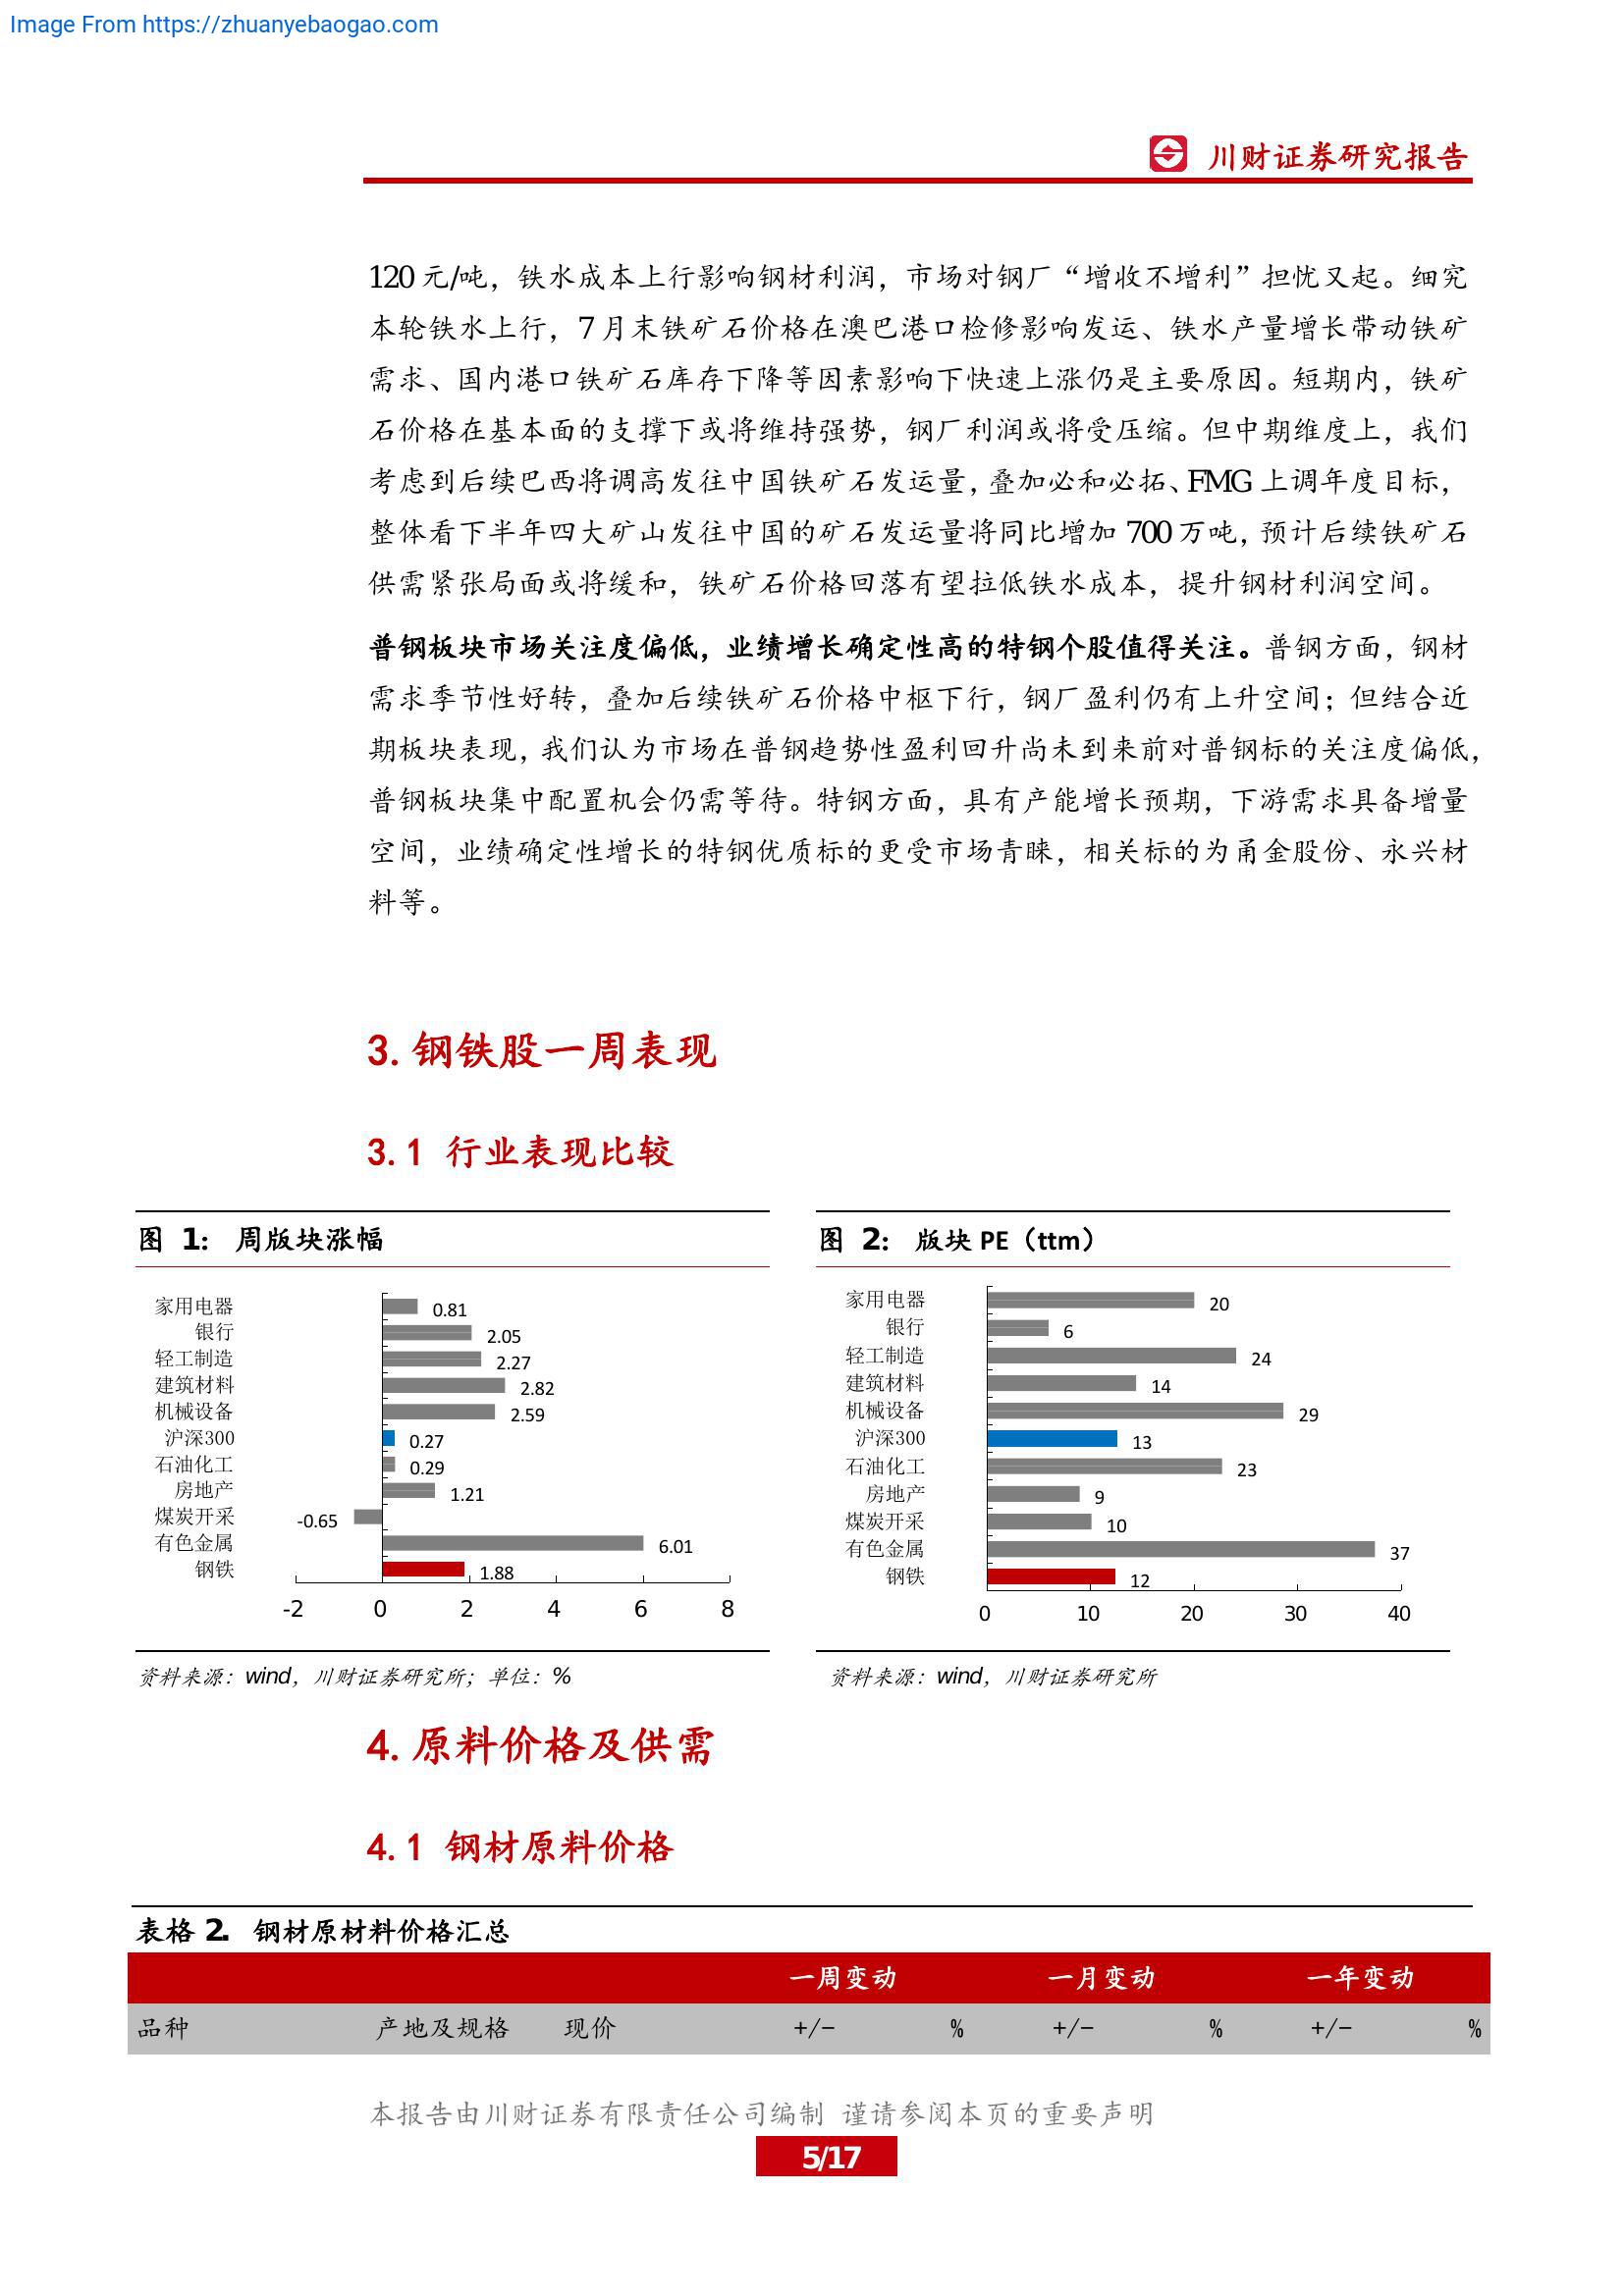 Image From https://zhuanyebaogao.com
川财证券研究报告
120 元/吨，铁水成本上行影响钢材利润，市场对钢厂“增收不增利”担忧又起。细究
本轮铁水上行，7 月末铁矿石价格在澳巴港口检修影响发运、铁水产量增长带动铁矿
需求、国内港口铁矿石库存下降等因素影响下快速上涨仍是主要原因。短期内，铁矿
石价格在基本面的支撑下或将维持强势，钢厂利润或将受压缩。但中期维度上，我们
考虑到后续巴西将调高发往中国铁矿石发运量，叠加必和必拓、FMG 上调年度目标，
整体看下半年四大矿山发往中国的矿石发运量将同比增加 700 万吨，预计后续铁矿石
供需紧张局面或将缓和，铁矿石价格回落有望拉低铁水成本，提升钢材利润空间。
普钢板块市场关注度偏低，业绩增长确定性高的特钢个股值得关注。普钢方面，钢材
需求季节性好转，叠加后续铁矿石价格中枢下行，钢厂盈利仍有上升空间；但结合近
期板块表现，我们认为市场在普钢趋势性盈利回升尚未到来前对普钢标的关注度偏低，
普钢板块集中配置机会仍需等待。特钢方面，具有产能增长预期，下游需求具备增量
空间，业绩确定性增长的特钢优质标的更受市场青睐，相关标的为甬金股份、永兴材
料等。
3. 钢铁股一周表现
3.1 行业表现比较
图 1： 周版块涨幅
家用电器 0.81
银行 2.05
轻工制造 2.27
建筑材料 2.82
机械设备 2.59
沪深300 0.27
石油化工 0.29
房地产 1.21
煤炭开采 -0.65
有色金属 6.01
钢铁 1.88
-2 0 2 4 6 8
资料来源：wind，川财证券研究所；单位：%
图 2： 版块 PE（ttm）
家用电器 20
银行 6
轻工制造 24
建筑材料 14
机械设备 29
沪深300 13
石油化工 23
房地产 9
煤炭开采 10
有色金属 37
钢铁 12
0 10 20 30 40
资料来源：wind，川财证券研究所
4. 原料价格及供需
4.1 钢材原料价格
表格 2. 钢材原材料价格汇总
一周变动 一月变动 一年变动
品种 产地及规格 现价 +/− % +/− % +/− %
本报告由川财证券有限责任公司编制 谨请参阅本页的重要声明
5/17